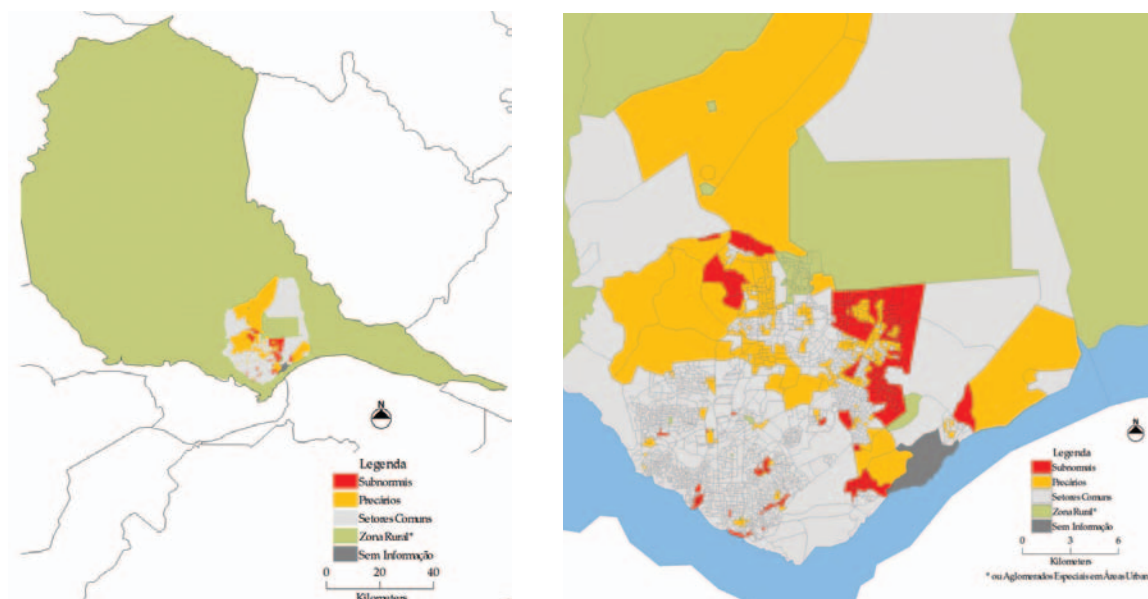 N
Legenda
Subnormais
Precários
Setores Comuns
Zona Rural*
Sem Informação
0 20 40
Kilometers
N
Legenda
Subnormais
Precários
Setores Comuns
Zona Rural*
Sem Informação
0 3 6
Kilometers
* ou Aglomerados Especiais em Áreas Urban